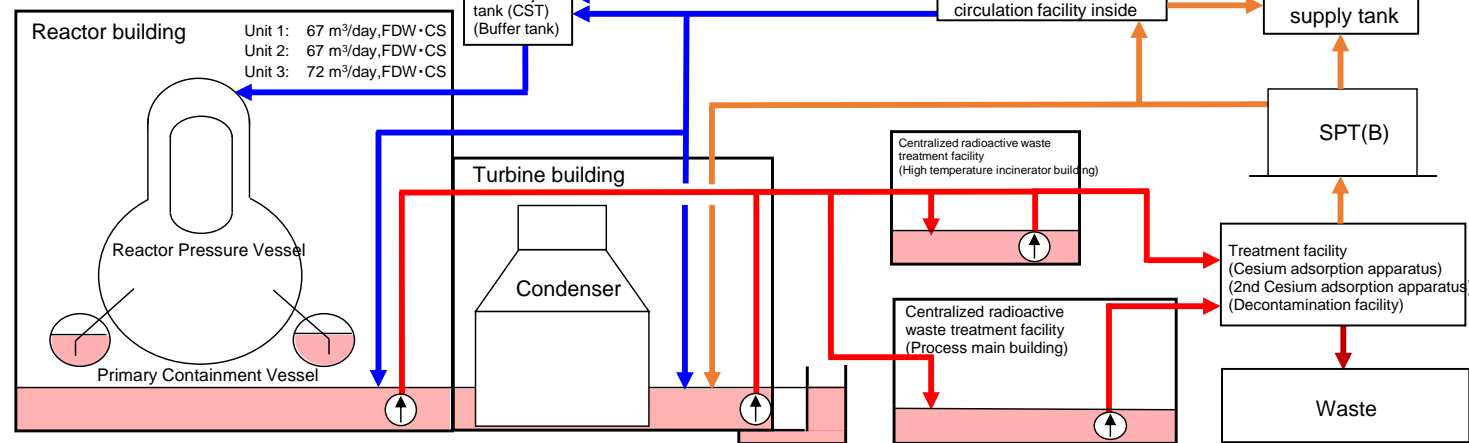 tank (CST)
(Buffer tank)
circulation facility inside
supply tank
Reactor building
Unit 1: 67 m³/day,FDW・CS
Unit 2: 67 m³/day,FDW・CS
Unit 3: 72 m³/day,FDW・CS
SPT(B)
Centralized radioactive waste
treatment facility
(High temperature incinerator building)
Turbine building
Reactor Pressure Vessel
Condenser
Treatment facility
(Cesium adsorption apparatus)
(2nd Cesium adsorption apparatus)
(Decontamination facility)
Centralized radioactive
waste treatment facility
(Process main building)
Primary Containment Vessel
Waste